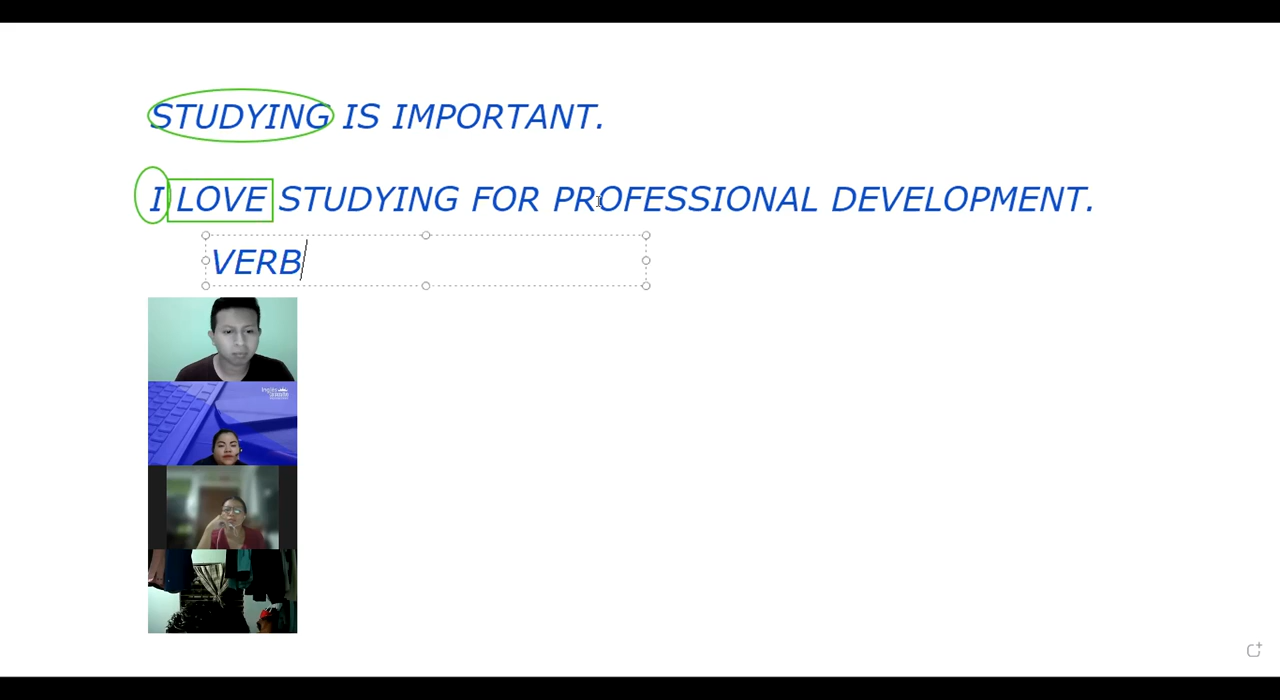 STUDYING IS IMPORTANT.
I LOVE STUDYING FOR PROFESSIONAL DEVELOPMENT.
VERB